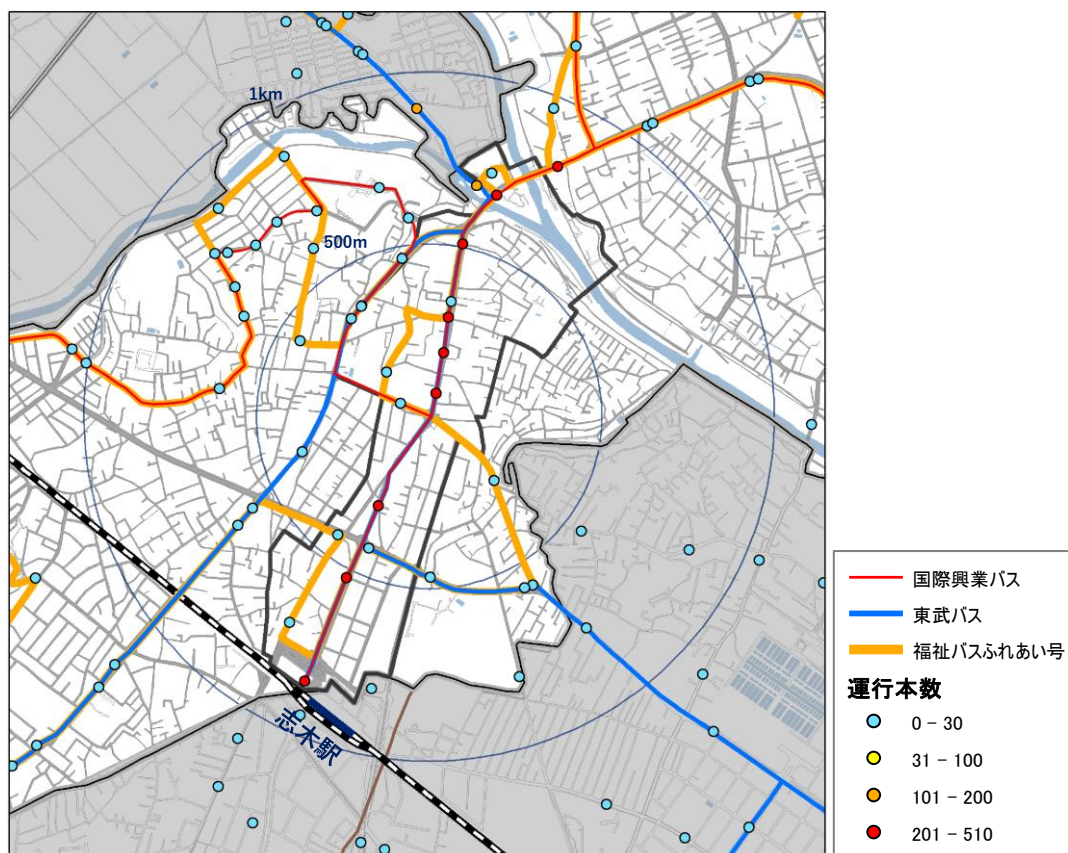 1km
500m
志木駅
国際興業バス
東武バス
福祉バスふれあい号
運行本数
0 – 30
31 – 100
101 – 200
201 – 510